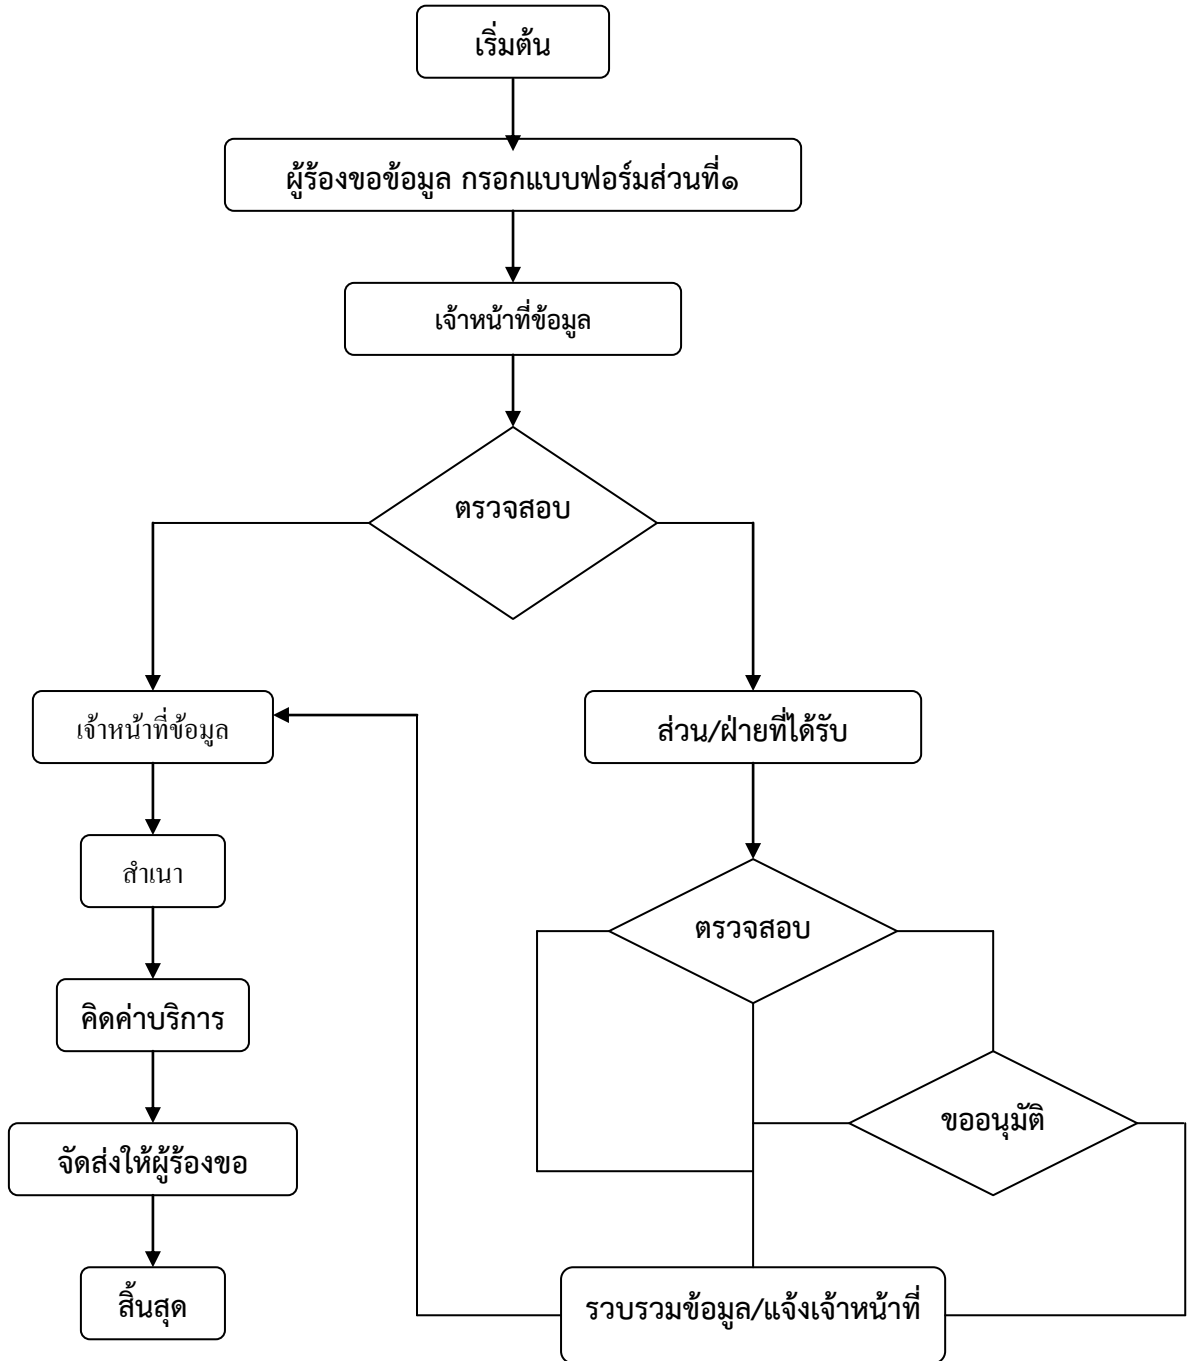 เริ่มต้น
ผู้ร้องขอข้อมูล กรอกแบบฟอร์มส่วนที่๑
เจ้าหน้าที่ข้อมูล
ตรวจสอบ
เจ้าหน้าที่ข้อมูล
ส่วน/ฝ่ายที่ได้รับ
สำเนา
ตรวจสอบ
คิดค่าบริการ
ขออนุมัติ
จัดส่งให้ผู้ร้องขอ
สิ้นสุด
รวบรวมข้อมูล/แจ้งเจ้าหน้าที่